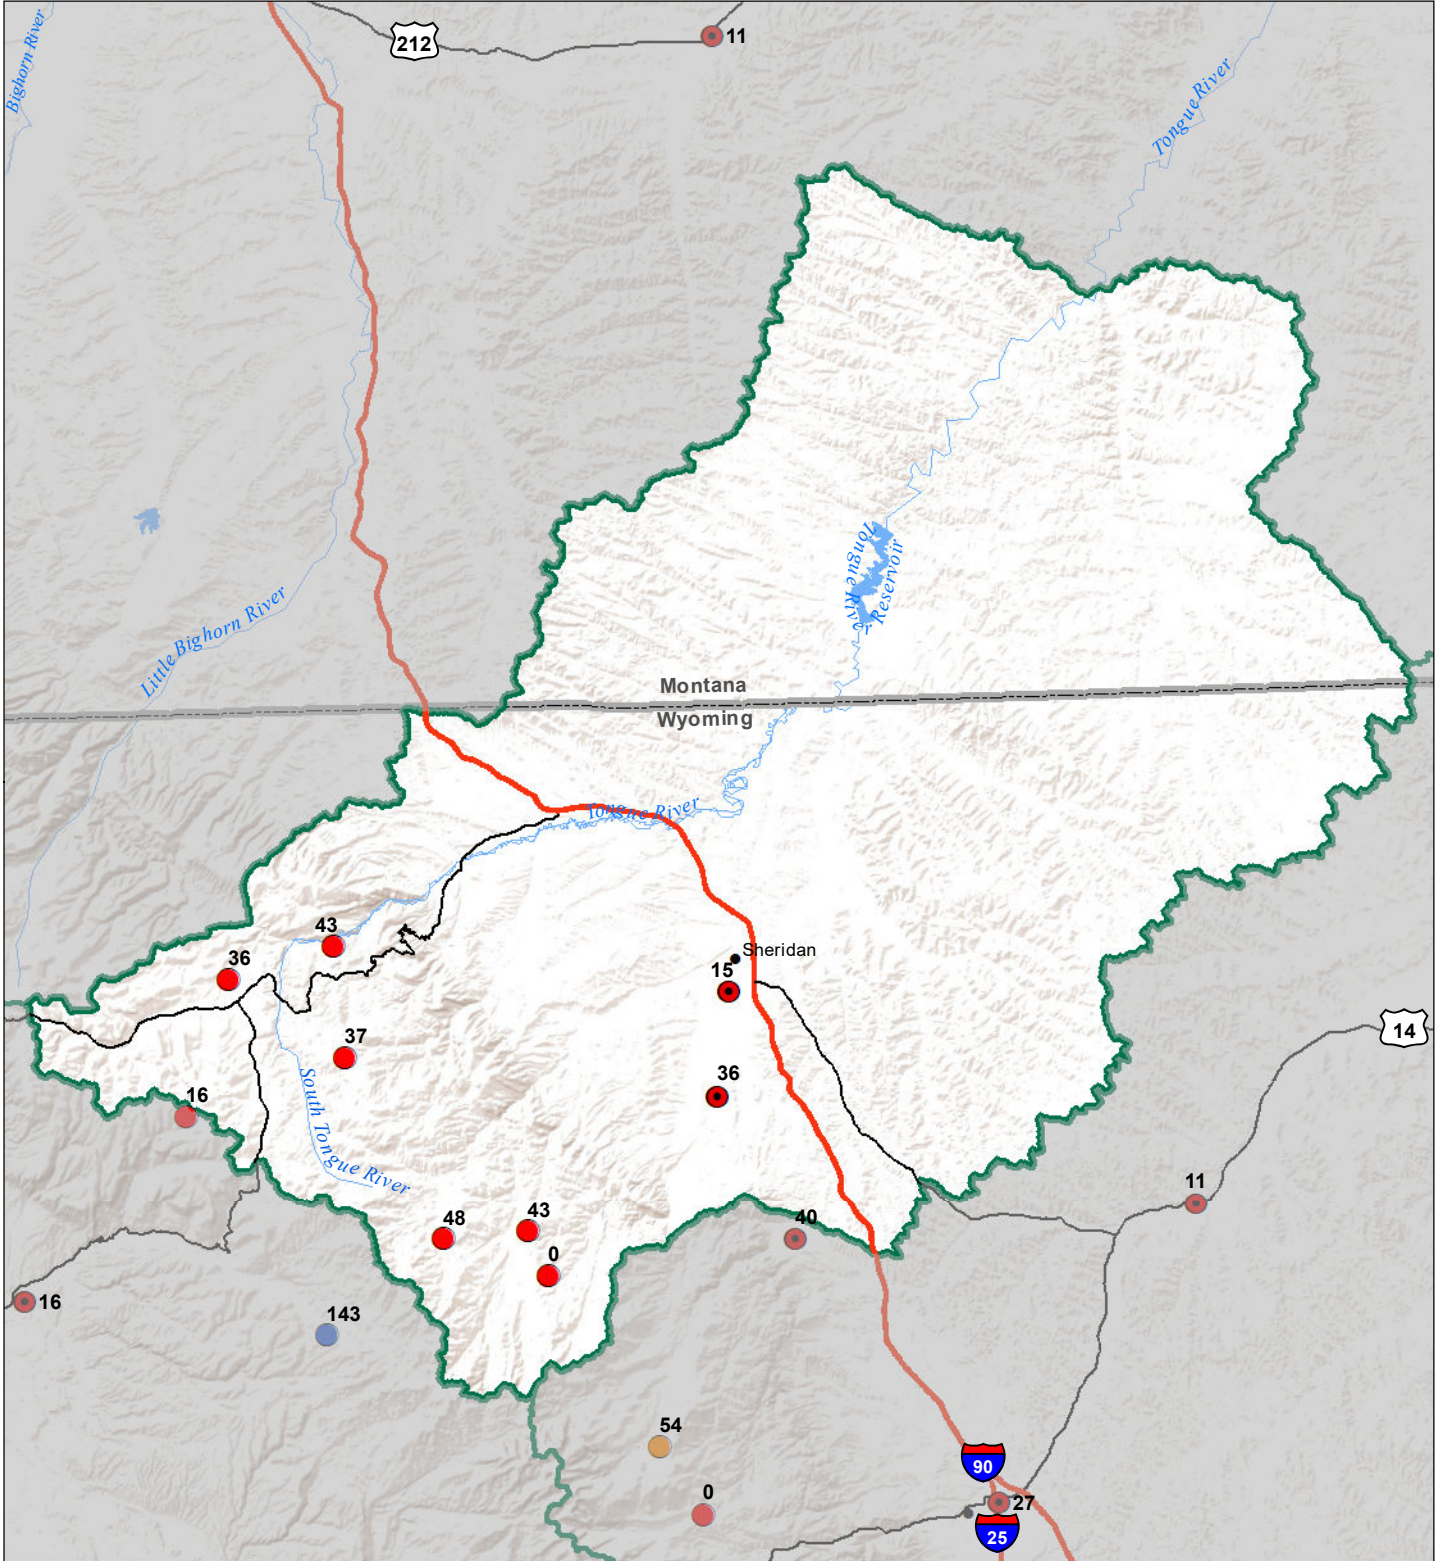 Bighorn River
212
11
Tongue River
Tongue River
Reservoir
Little Bighorn River
Montana
Wyoming
Tongue River
43
36
Sheridan
15
37
14
36
16
South Tongue River
11
48
43
40
0
16
143
54
90
0
27
25